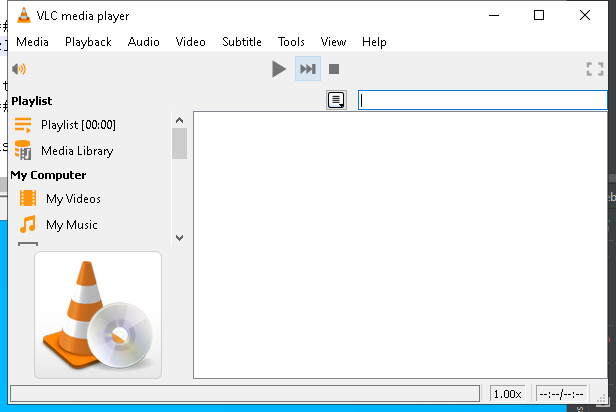 VLC media player
Media Playback Audio Video Subtitle Tools View Help
Playlist
Playlist [00:00]
Media Library
My Computer
My Videos
My Music
1.00x --:--/--:--